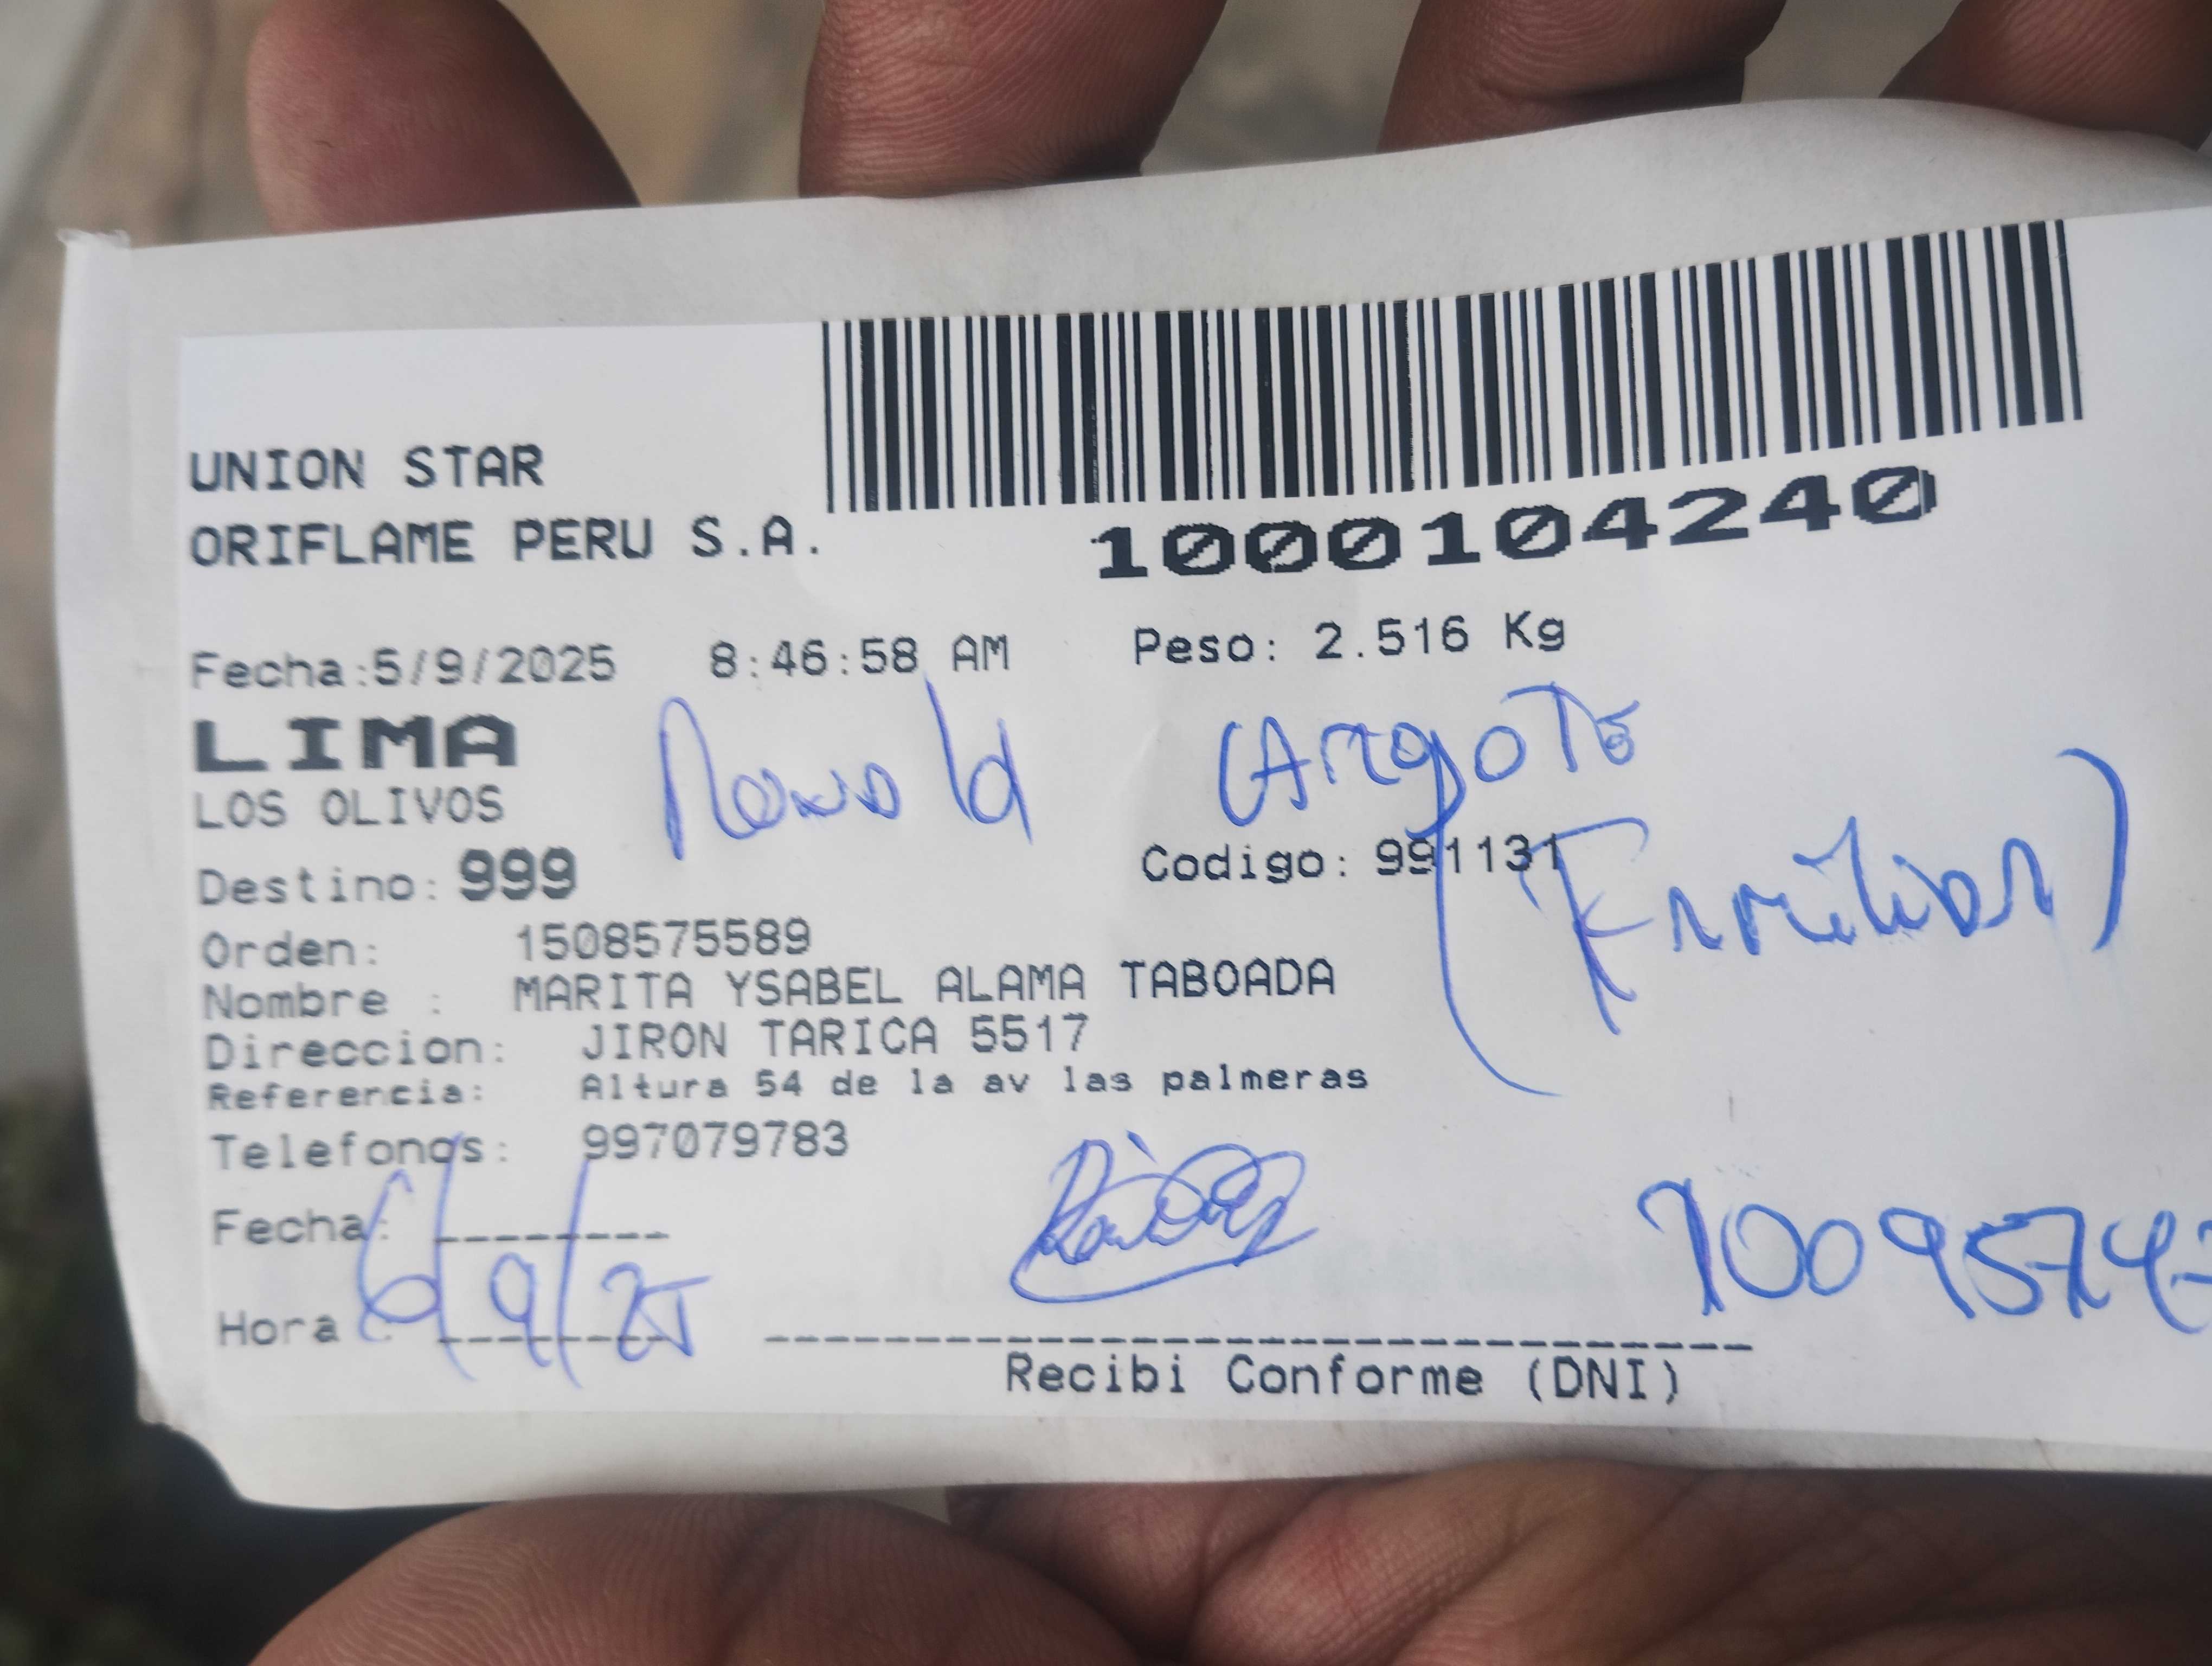 UNION STAR
ORIFLAME PERU S.A.
1000104240
Fecha:5/9/2025 8:46:58 AM Peso: 2.516 Kg
LIMA
LOS OLIVOS
Destino: 999
Codigo: 991131
(Familiar)
Orden: 1508575589
Nombre : MARITA YSABEL ALAMA TABOADA
Direccion: JIRON TARICA 5517
Referencia: Altura 54 de la av las palmeras
Telefonos: 997079783
Fecha: 6/9/25
Hora :
Recibi Conforme (DNI)